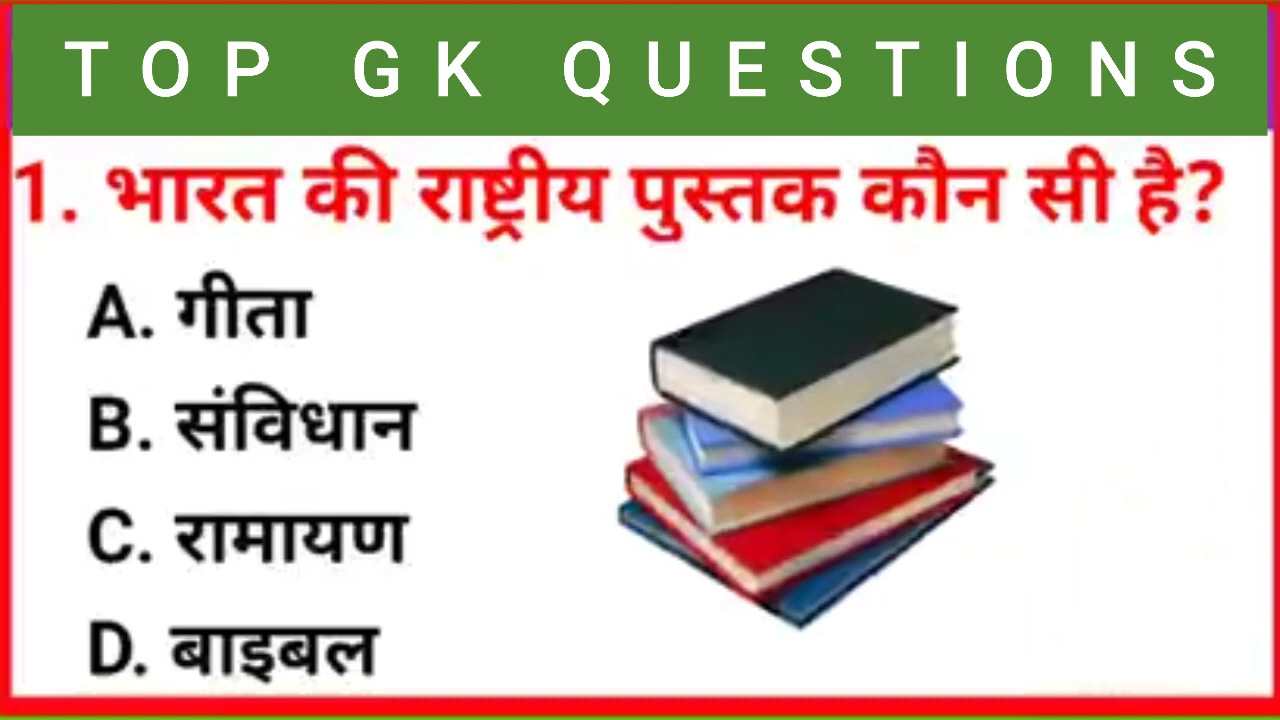 TOP GK QUESTIONS
1. भारत की राष्ट्रीय पुस्तक कौन सी है?
A. गीता
B. संविधान
C. रामायण
D. बाइबल